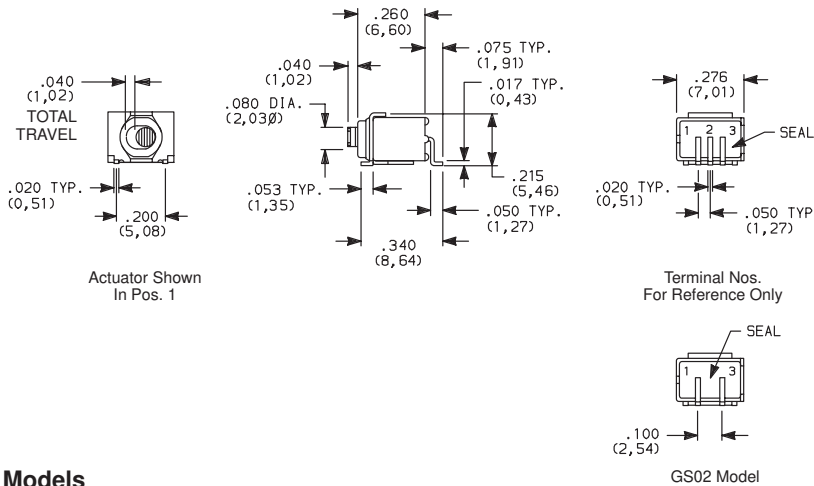 .260
(6,60)
.075 TYP.
(1,91)
.040
(1,02)
.017 TYP.
(0,43)
.080 DIA.
(2,03Ø)
.053 TYP.
(1,35)
.215
(5,46)
.050 TYP.
(1,27)
.340
(8,64)
.040
(1,02)
TOTAL
TRAVEL
.020 TYP.
(0,51)
.200
(5,08)
Actuator Shown
In Pos. 1
.276
(7,01)
1 2 3
SEAL
.020 TYP.
(0,51)
.050 TYP
(1,27)
Terminal Nos.
For Reference Only
SEAL
1 3
.100
(2,54)
GS02 Model
Models